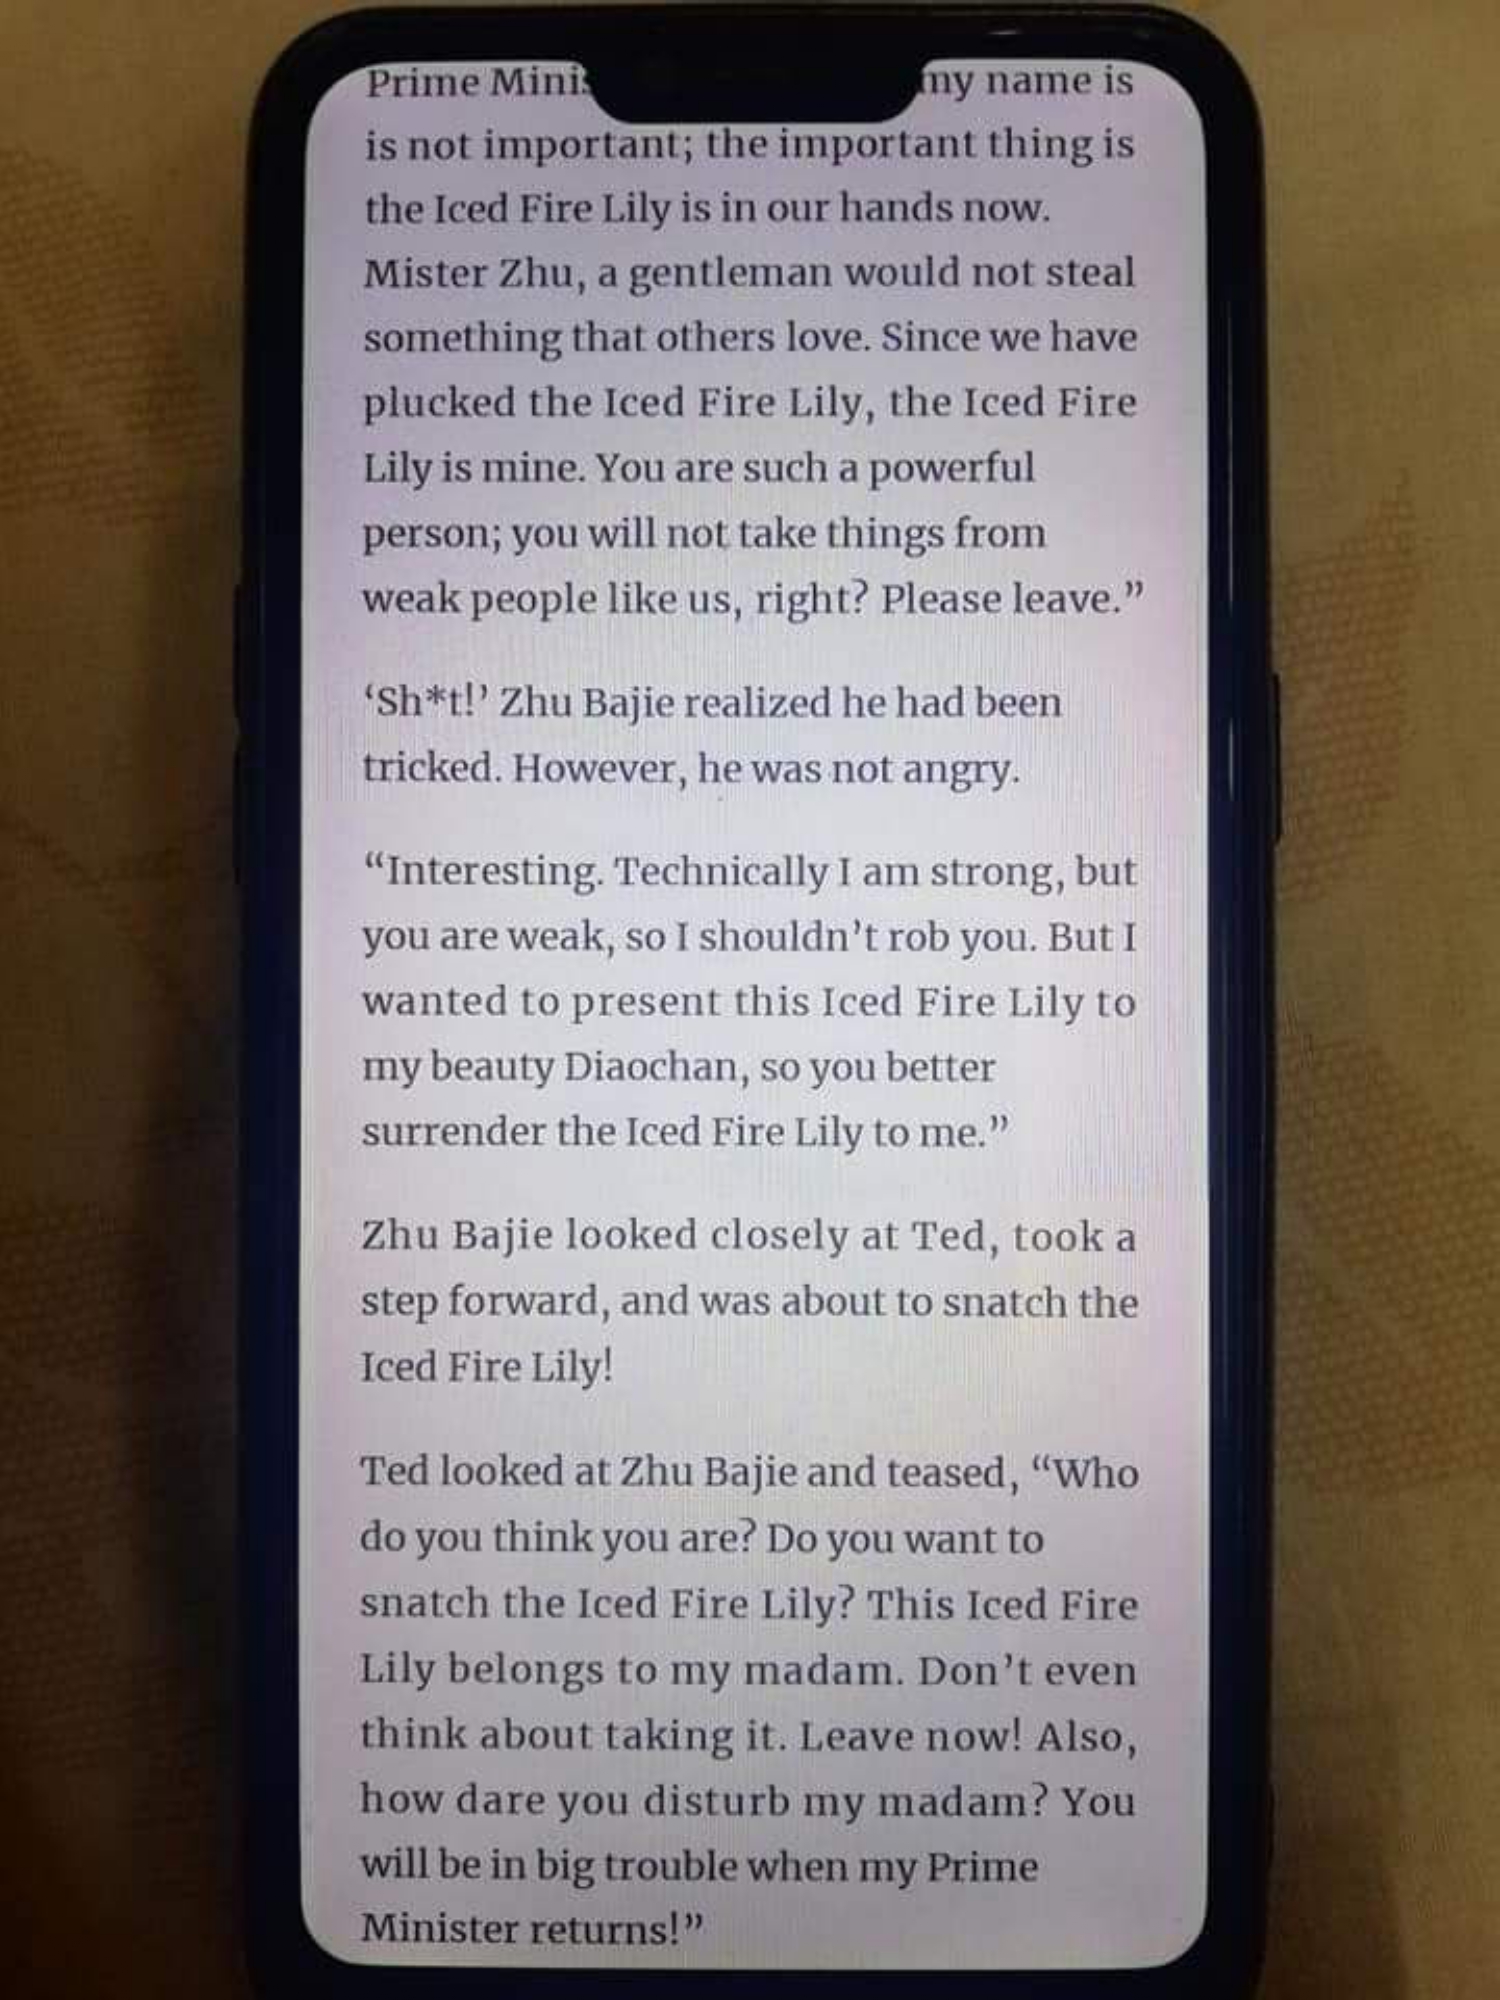 Prime Minis my name is
is not important; the important thing is
the Iced Fire Lily is in our hands now.
Mister Zhu, a gentleman would not steal
something that others love. Since we have
plucked the Iced Fire Lily, the Iced Fire
Lily is mine. You are such a powerful
person; you will not take things from
weak people like us, right? Please leave.”
‘Sh*t!’ Zhu Bajie realized he had been
tricked. However, he was not angry.
“Interesting. Technically I am strong, but
you are weak, so I shouldn’t rob you. But I
wanted to present this Iced Fire Lily to
my beauty Diaochan, so you better
surrender the Iced Fire Lily to me.”
Zhu Bajie looked closely at Ted, took a
step forward, and was about to snatch the
Iced Fire Lily!
Ted looked at Zhu Bajie and teased, “Who
do you think you are? Do you want to
snatch the Iced Fire Lily? This Iced Fire
Lily belongs to my madam. Don’t even
think about taking it. Leave now! Also,
how dare you disturb my madam? You
will be in big trouble when my Prime
Minister returns!”